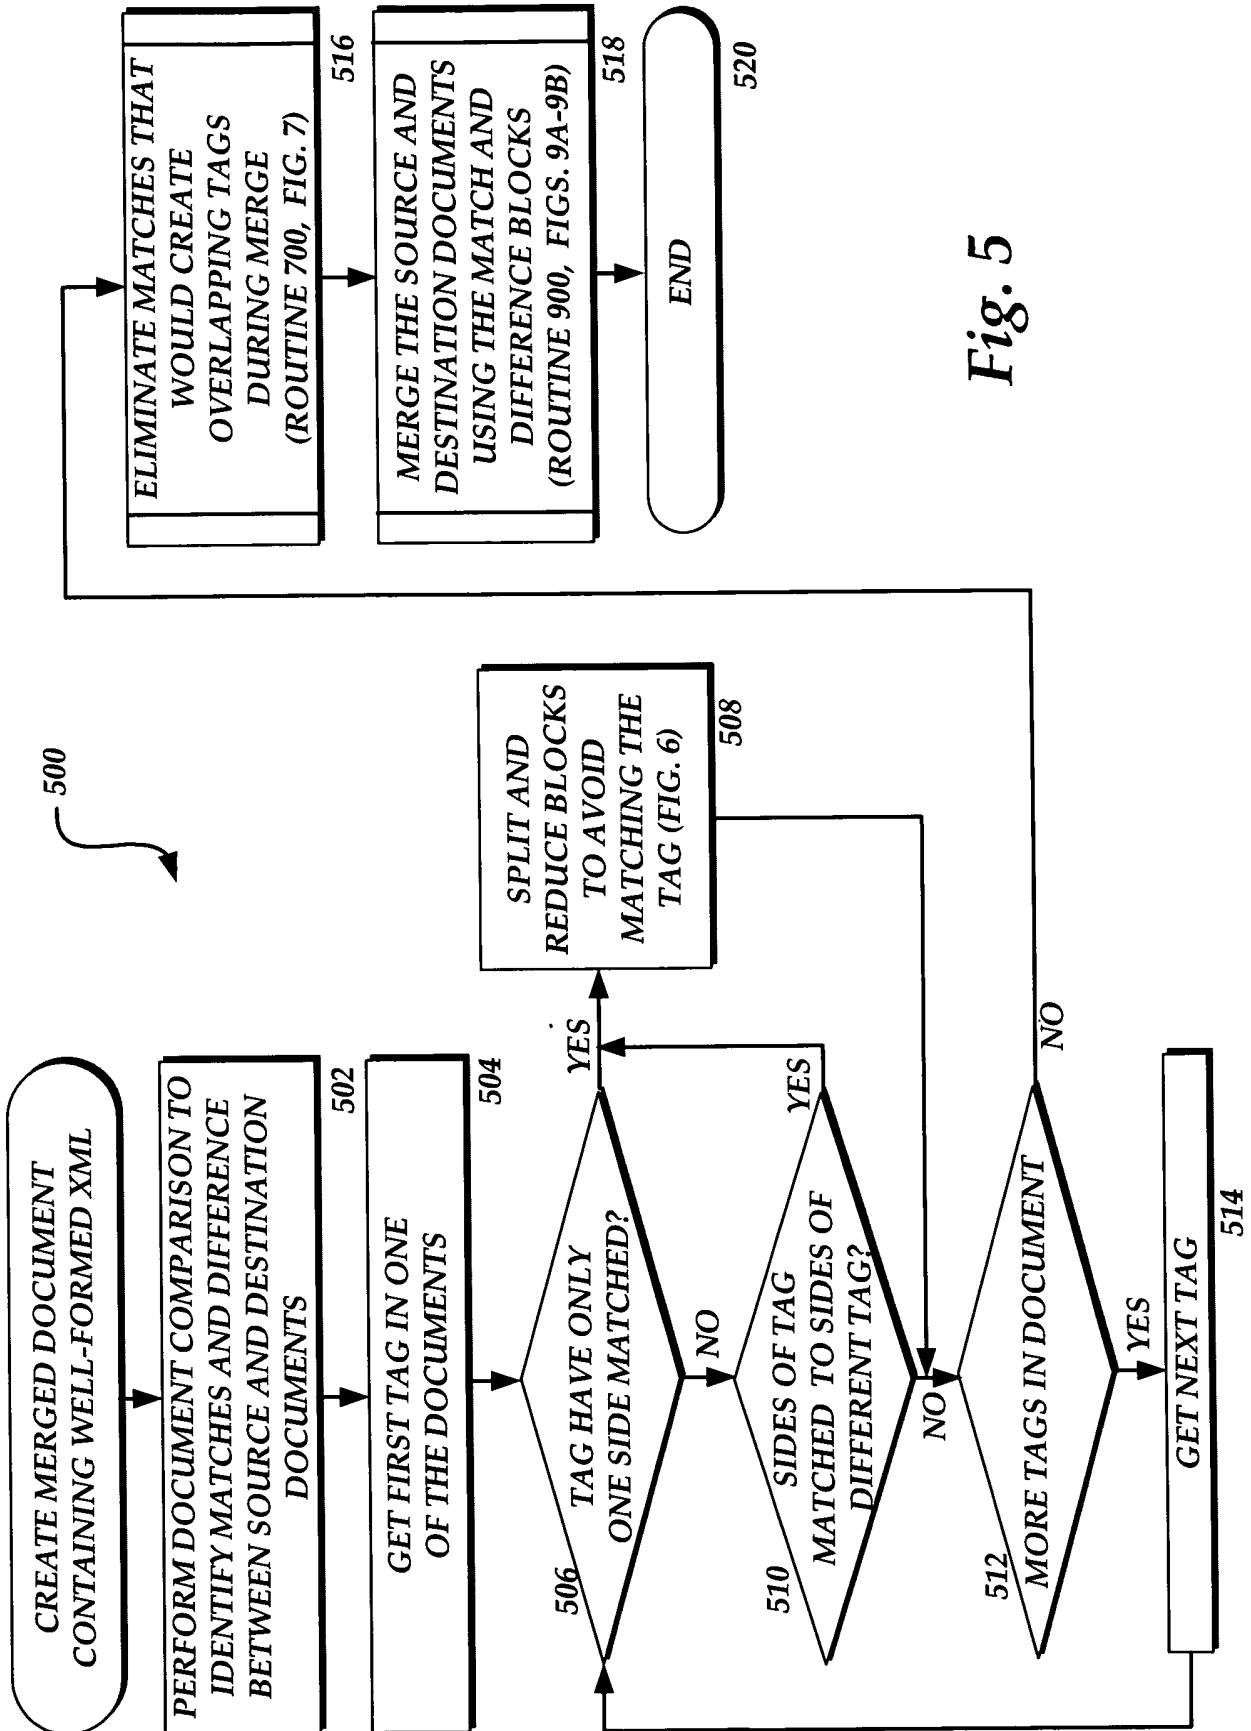 500
CREATE MERGED DOCUMENT
CONTAINING WELL-FORMED XML
PERFORM DOCUMENT COMPARISON TO
IDENTIFY MATCHES AND DIFFERENCE
BETWEEN SOURCE AND DESTINATION
DOCUMENTS
502
GET FIRST TAG IN ONE
OF THE DOCUMENTS
504
TAG HAVE ONLY
ONE SIDE MATCHED?
506
YES
NO
SPLIT AND
REDUCE BLOCKS
TO AVOID
MATCHING THE
TAG (FIG. 6)
508
SIDES OF TAG
MATCHED TO SIDES OF
DIFFERENT TAG?
510
YES
NO
MORE TAGS IN DOCUMENT
512
NO
YES
GET NEXT TAG
514
ELIMINATE MATCHES THAT
WOULD CREATE
OVERLAPPING TAGS
DURING MERGE
(ROUTINE 700, FIG. 7)
516
MERGE THE SOURCE AND
DESTINATION DOCUMENTS
USING THE MATCH AND
DIFFERENCE BLOCKS
(ROUTINE 900, FIGS. 9A-9B)
518
END
520
Fig. 5